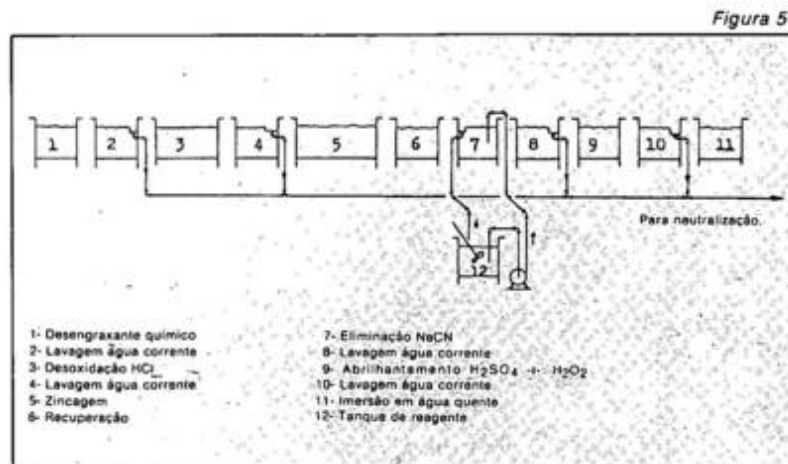 Figura 5
1 2 3 4 5 6 7 8 9 10 11
Para neutralização.
12
1- Desengraxante químico
2- Lavagem água corrente
3- Desoxidação HCl
4- Lavagem água corrente
5- Zincagem
6- Recuperação
7- Eliminação NaCN
8- Lavagem água corrente
9- Abrilhantamento H2SO4 + H2O2
10- Lavagem água corrente
11- Imersão em água quente
12- Tanque de reagente